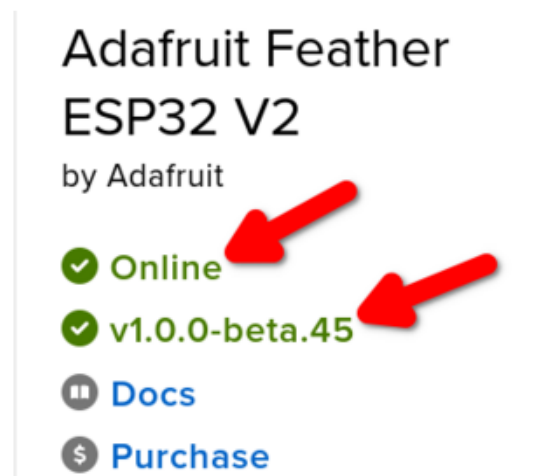 Adafruit Feather
ESP32 V2
by Adafruit
Online
v1.0.0-beta.45
Docs
$ Purchase